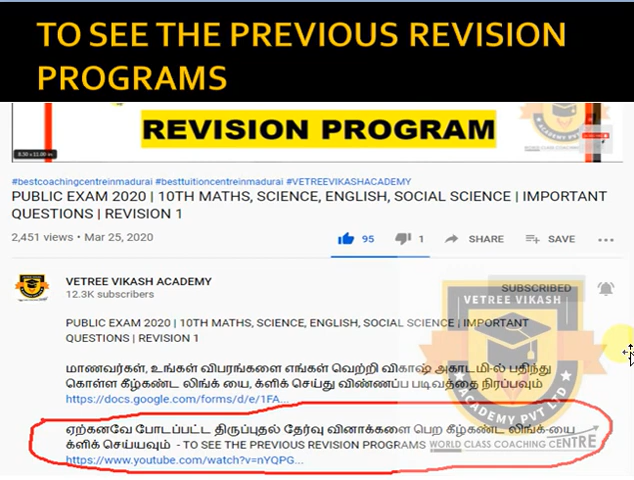 TO SEE THE PREVIOUS REVISION
PROGRAMS
REVISION PROGRAM
8.50 x 11.00 in
#bestcoachingcentreinmadurai #besttuitioncentreinmadurai #VETREEVIKASHACADEMY
PUBLIC EXAM 2020 | 10TH MATHS, SCIENCE, ENGLISH, SOCIAL SCIENCE | IMPORTANT
QUESTIONS | REVISION 1
2,451 views • Mar 25, 2020
95 1 SHARE SAVE
VETREE VIKASH ACADEMY
12.3K subscribers
SUBSCRIBED
VETREE VIKASH
ACADEMY PVT LTD
WORLD CLASS COACHING CENTRE
PUBLIC EXAM 2020 | 10TH MATHS, SCIENCE, ENGLISH, SOCIAL SCIENCE | IMPORTANT
QUESTIONS | REVISION 1
மாணவர்கள், உங்கள் விபரங்களை எங்கள் வெற்றி விகாஷ் அகாடமி-ல் பதிந்து
கொள்ள கீழ்கண்ட லிங்க் யை, க்ளிக் செய்து விண்ணப்ப படிவத்தை நிரப்பவும்
https://docs.google.com/forms/d/e/1FA...
ஏற்கனவே போடப்பட்ட திருப்புதல் தேர்வு வினாக்களை பெற கீழ்கண்ட லிங்க்-யை
க்ளிக் செய்யவும் - TO SEE THE PREVIOUS REVISION PROGRAMS
https://www.youtube.com/watch?v=nYQPG...